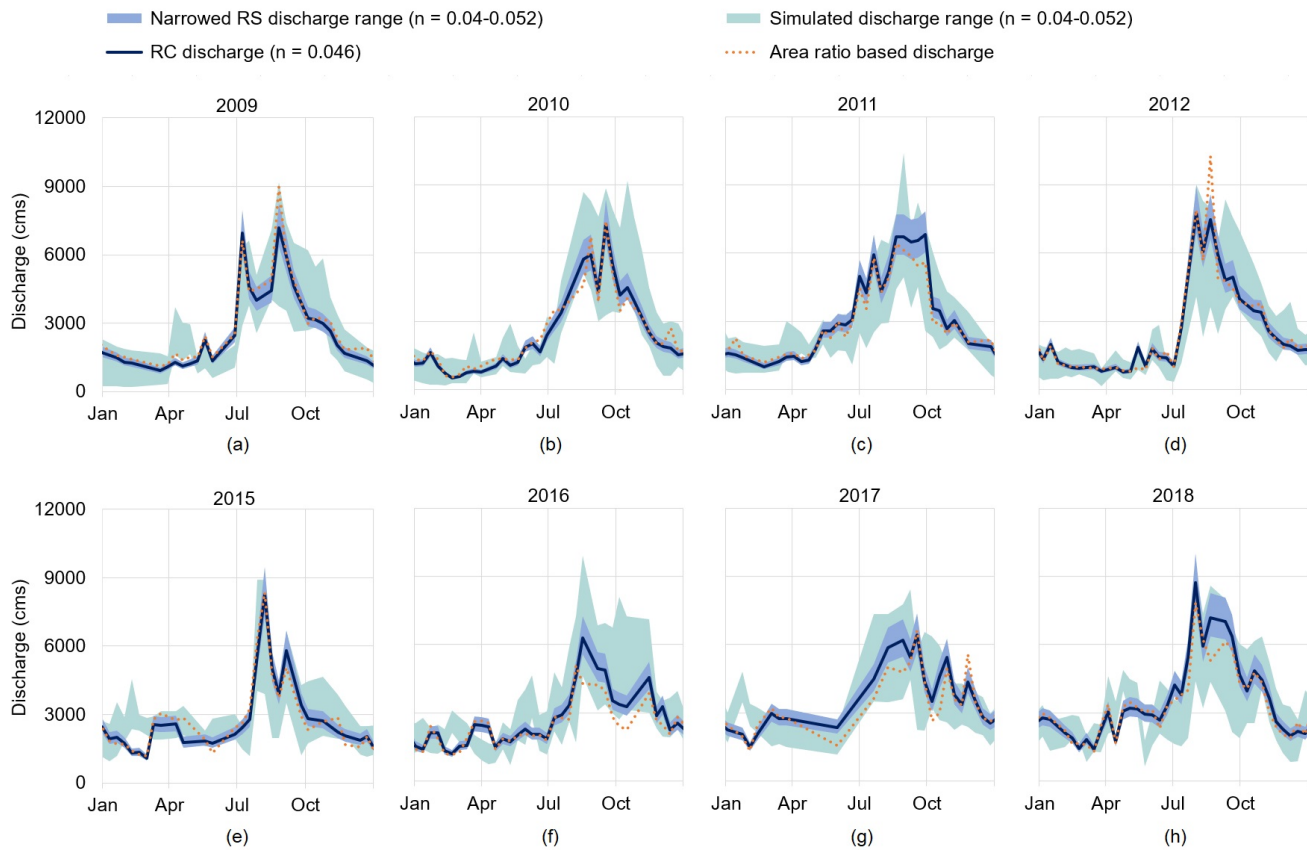 Narrowed RS discharge range (n = 0.04-0.052)
Simulated discharge range (n = 0.04-0.052)
RC discharge (n = 0.046)
Area ratio based discharge
2009
2010
2011
2012
Discharge (cms)
12000
9000
6000
3000
0
Jan Apr Jul Oct
Jan Apr Jul Oct
Jan Apr Jul Oct
Jan Apr Jul Oct
(a)
(b)
(c)
(d)
2015
2016
2017
2018
Discharge (cms)
12000
9000
6000
3000
0
Jan Apr Jul Oct
Jan Apr Jul Oct
Jan Apr Jul Oct
Jan Apr Jul Oct
(e)
(f)
(g)
(h)